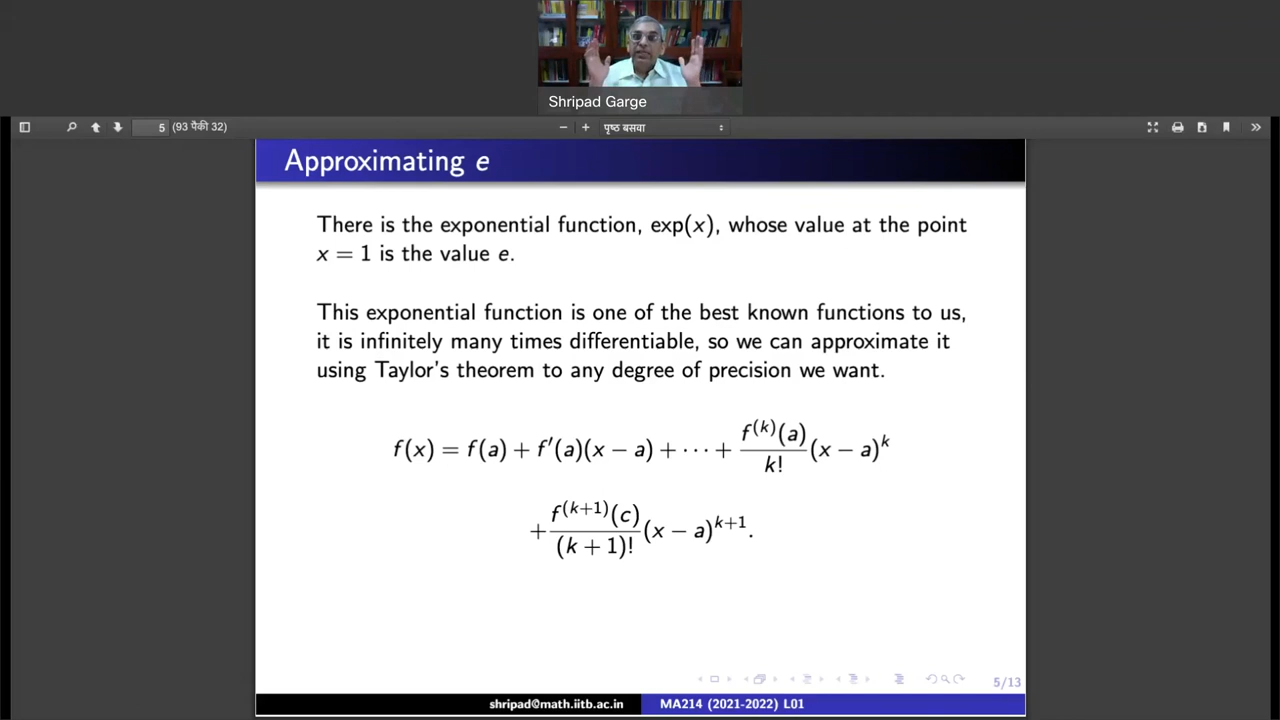 Shripad Garge
5 (93 पैकी 32)
− + पृष्ठ बसवा
Approximating e
There is the exponential function, exp(x), whose value at the point
x = 1 is the value e.
This exponential function is one of the best known functions to us,
it is infinitely many times differentiable, so we can approximate it
using Taylor's theorem to any degree of precision we want.
f(x) = f(a) + f′(a)(x − a) + ⋯ + f^(k)(a)/k! (x − a)^k
+ f^(k+1)(c)/(k + 1)! (x − a)^k+1.
5/13
shripad@math.iitb.ac.in MA214 (2021-2022) L01